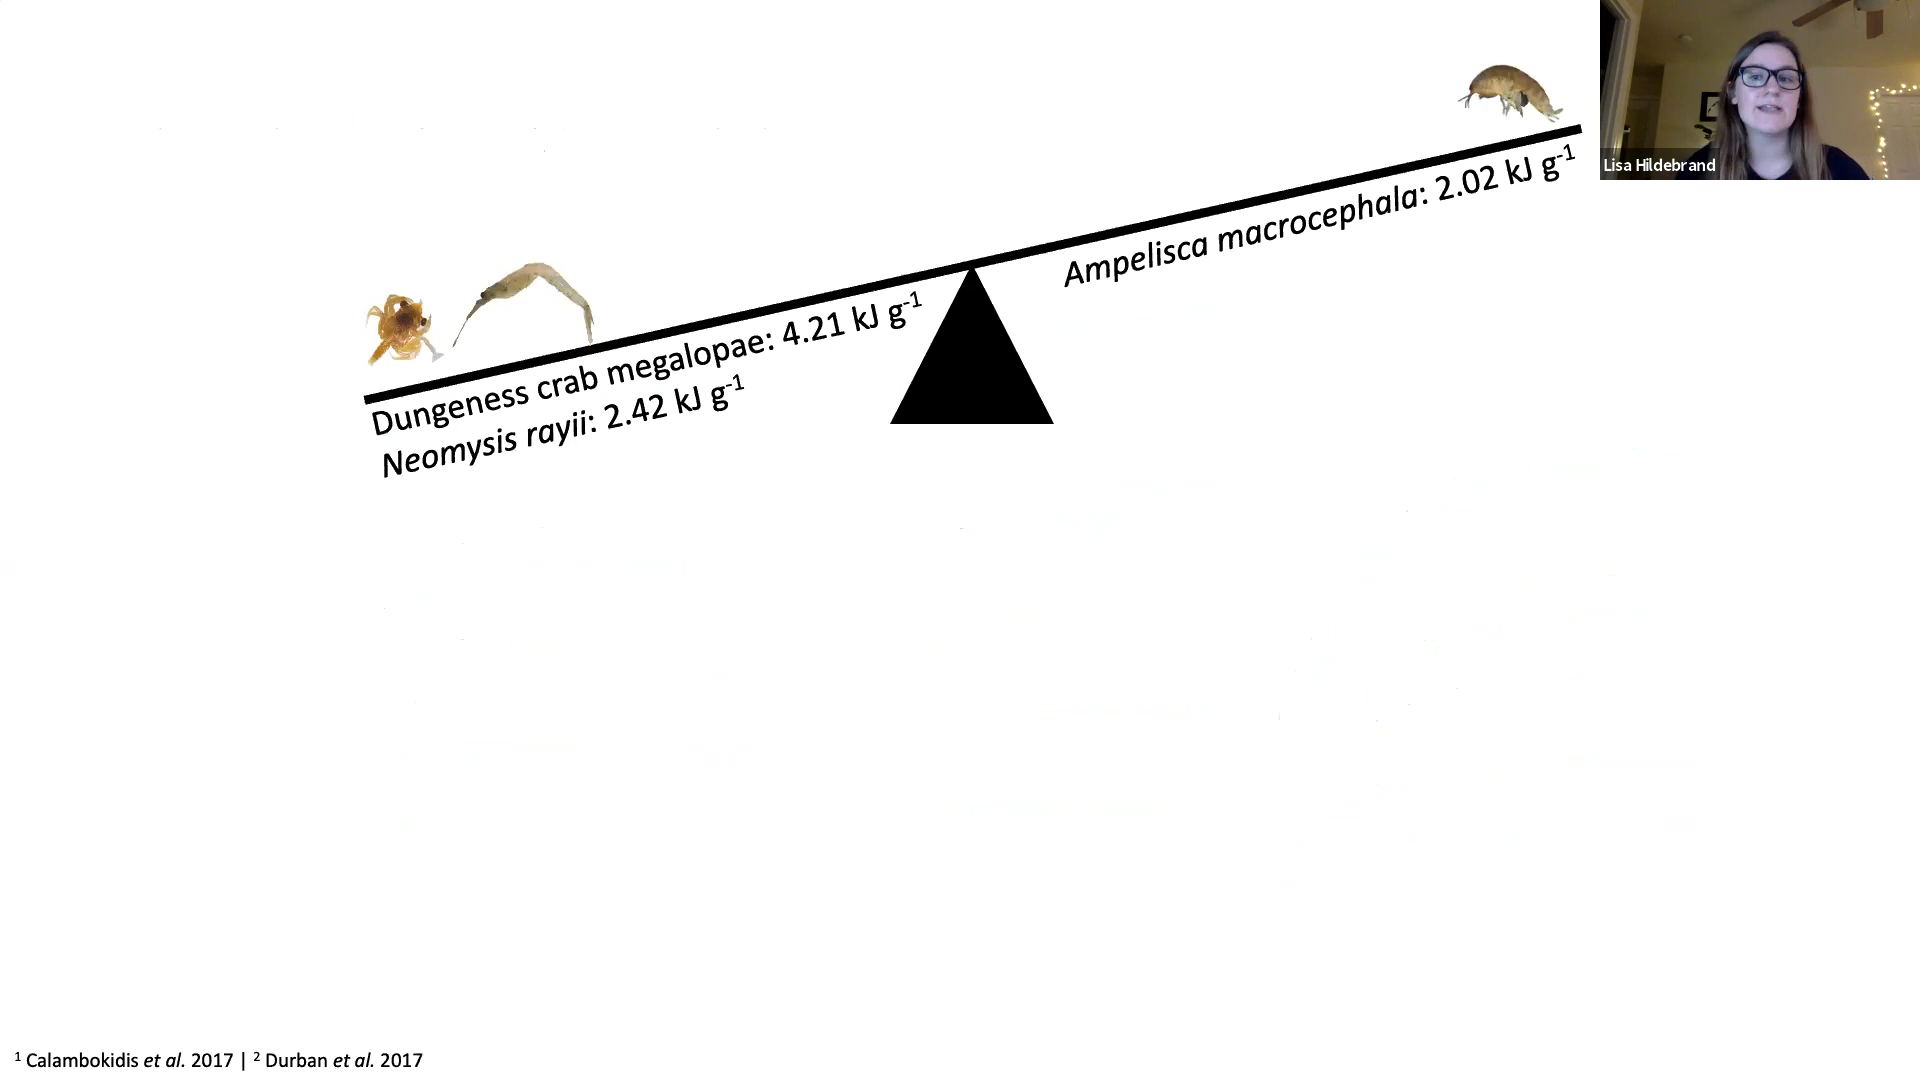 Lisa Hildebrand
Ampelisca macrocephala: 2.02 kJ g⁻¹
Dungeness crab megalopae: 4.21 kJ g⁻¹
Neomysis rayii: 2.42 kJ g⁻¹
¹ Calambokidis et al. 2017 | ² Durban et al. 2017